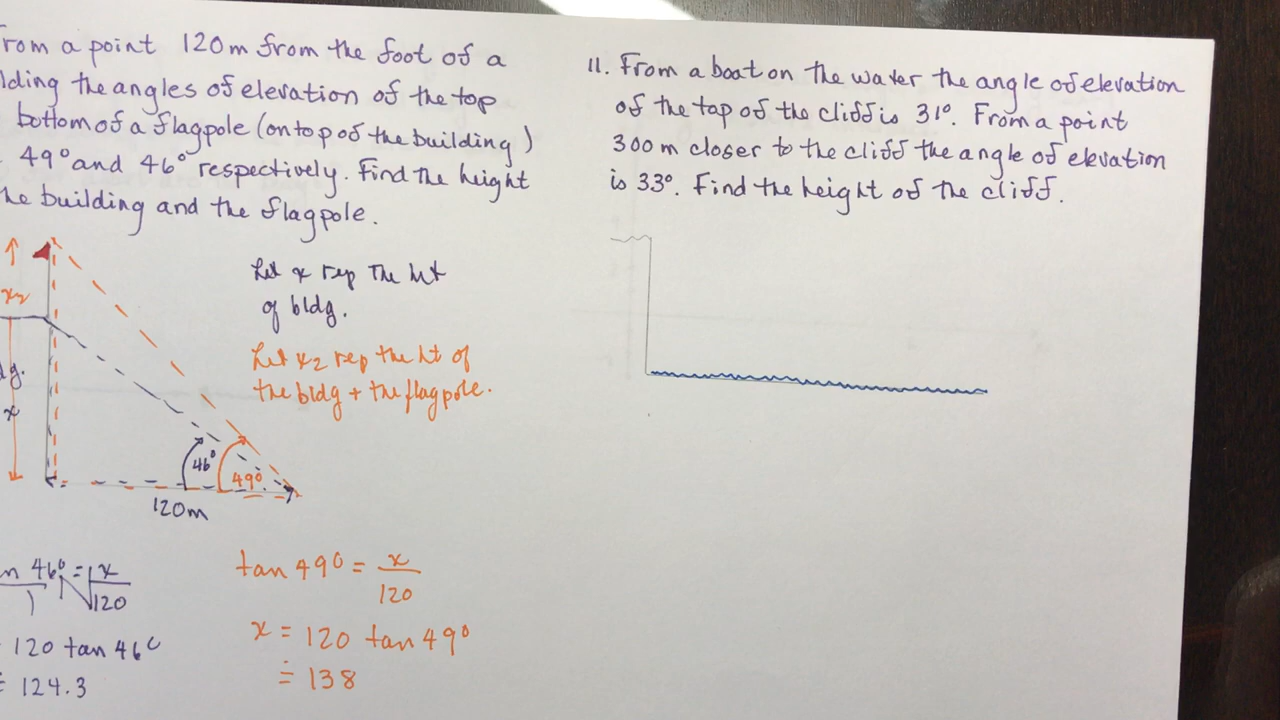 rom a point 120m from the foot of a
lding the angles of elevation of the top
bottom of a flagpole (on top of the building)
49° and 46° respectively. Find the height
he building and the flagpole.
x2
Let x rep The ht
of bldg.
Let x2 rep the ht of
the bldg + the flagpole.
dg.
x
46°
49°
120m
n 46° = x
1 120
120 tan 46°
= 124.3
tan 49° = x
120
x = 120 tan 49°
≐ 138
11. From a boat on the water the angle of elevation
of the top of the cliff is 31°. From a point
300 m closer to the cliff the angle of elevation
is 33°. Find the height of the cliff.